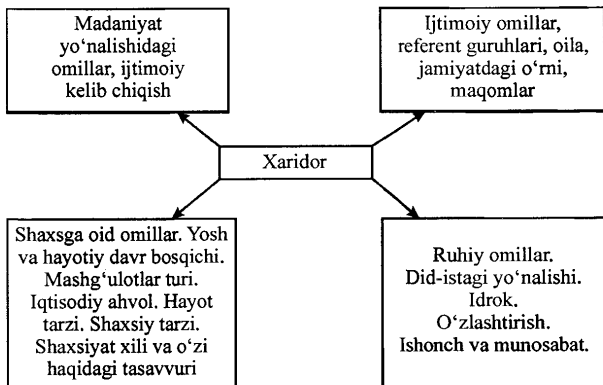 Madaniyat
yo‘nalishidagi
omillar, ijtimoiy
kelib chiqish
Ijtimoiy omillar,
referent guruhlari, oila,
jamiyatdagi o‘rni,
maqomlar
Xaridor
Shaxsga oid omillar. Yosh
va hayotiy davr bosqichi.
Mashg‘ulotlar turi.
Iqtisodiy ahvol. Hayot
tarzi. Shaxsiy tarzi.
Shaxsiyat xili va o‘zi
haqidagi tasavvuri
Ruhiy omillar.
Did-istagi yo‘nalishi.
Idrok.
O‘zlashtirish.
Ishonch va munosabat.